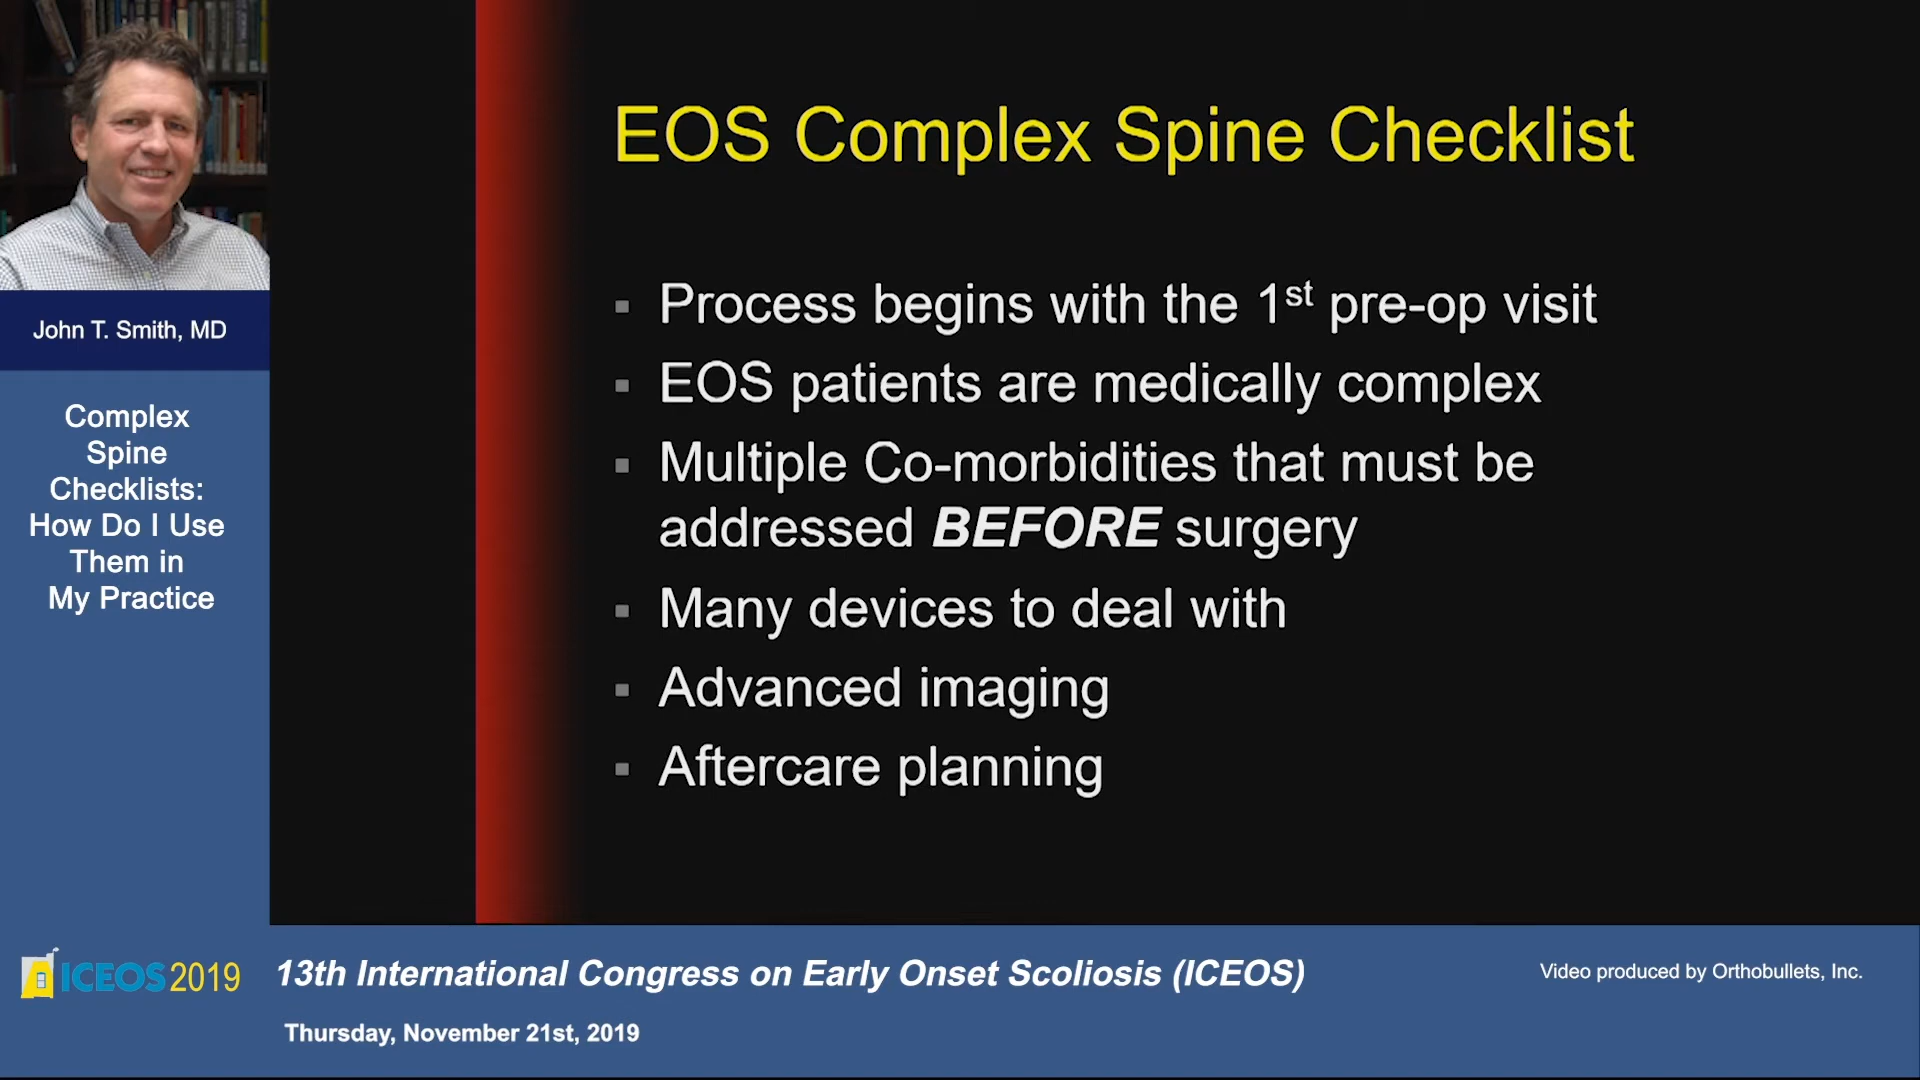 EOS Complex Spine Checklist
Process begins with the 1st pre-op visit
EOS patients are medically complex
Multiple Co-morbidities that must be
addressed BEFORE surgery
Many devices to deal with
Advanced imaging
Aftercare planning
John T. Smith, MD
Complex
Spine
Checklists:
How Do I Use
Them in
My Practice
ICEOS 2019
13th International Congress on Early Onset Scoliosis (ICEOS)
Thursday, November 21st, 2019
Video produced by Orthobullets, Inc.